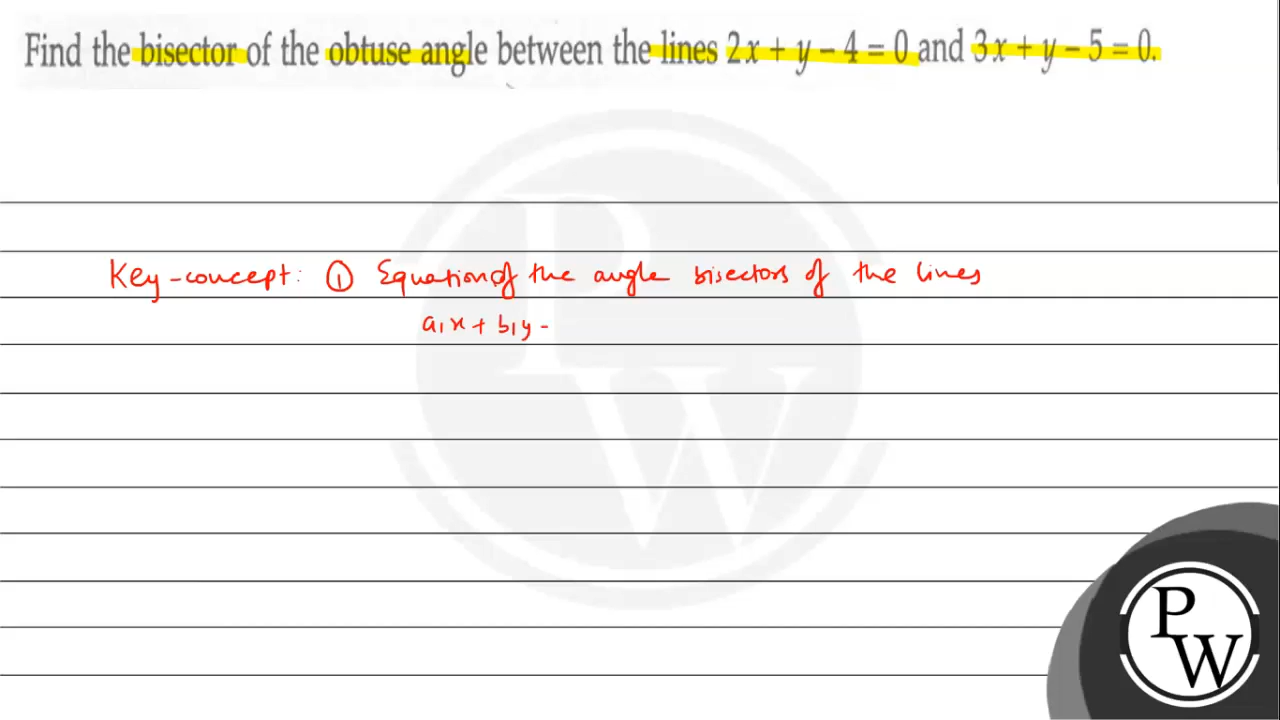 Find the bisector of the obtuse angle between the lines 2x + y − 4 = 0 and 3x + y − 5 = 0.
Key-concept: ① Equation of the angle bisectors of the lines
a₁x + b₁y -
P
W
P
W